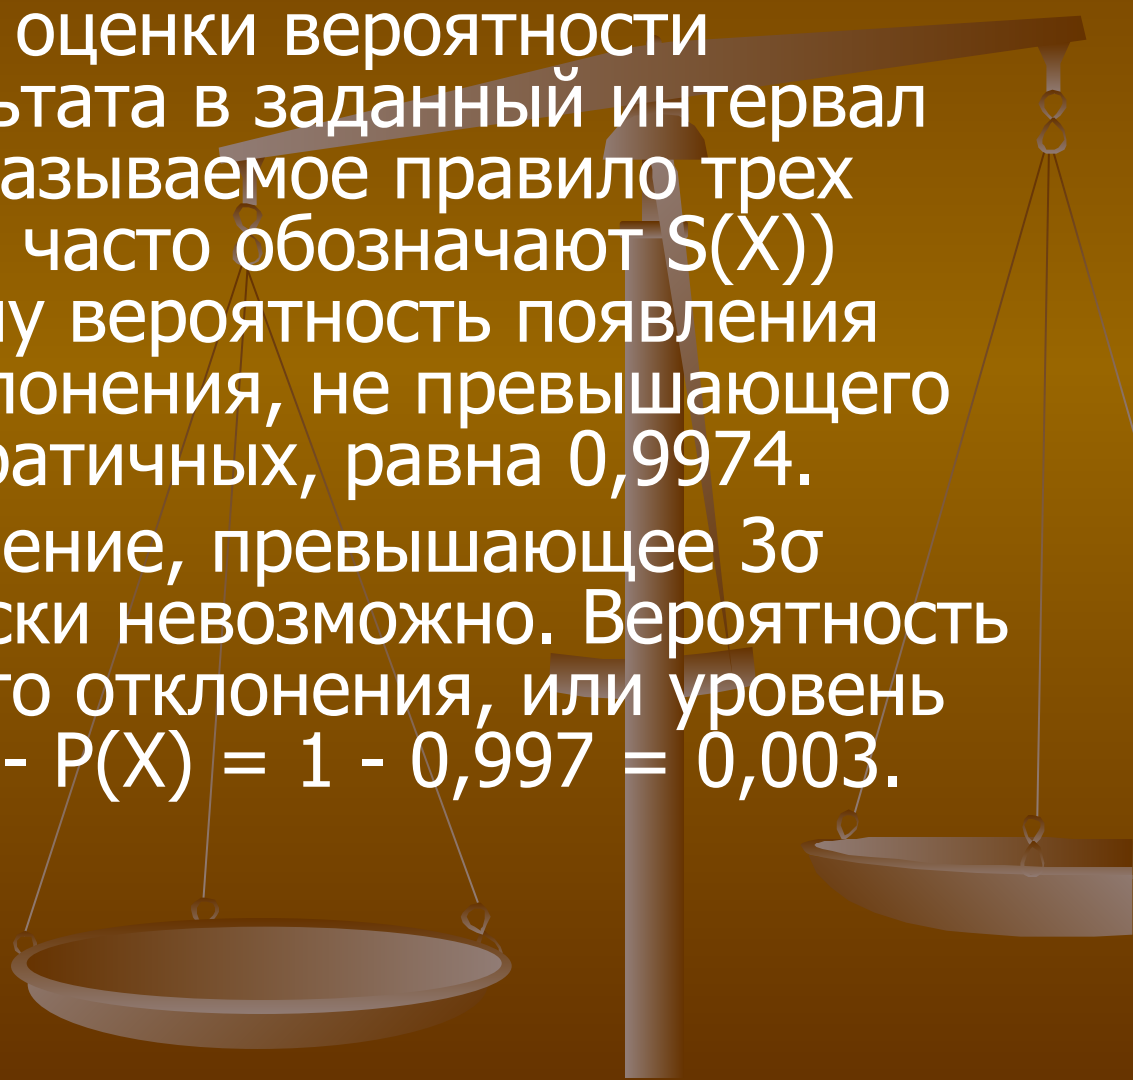 оценки вероятности
ьтата в заданный интервал
азываемое правило трех
часто обозначают S(X))
у вероятность появления
лонения, не превышающего
ратичных, равна 0,9974.
ение, превышающее 3σ
ски невозможно. Вероятность
го отклонения, или уровень
- P(X) = 1 - 0,997 = 0,003.